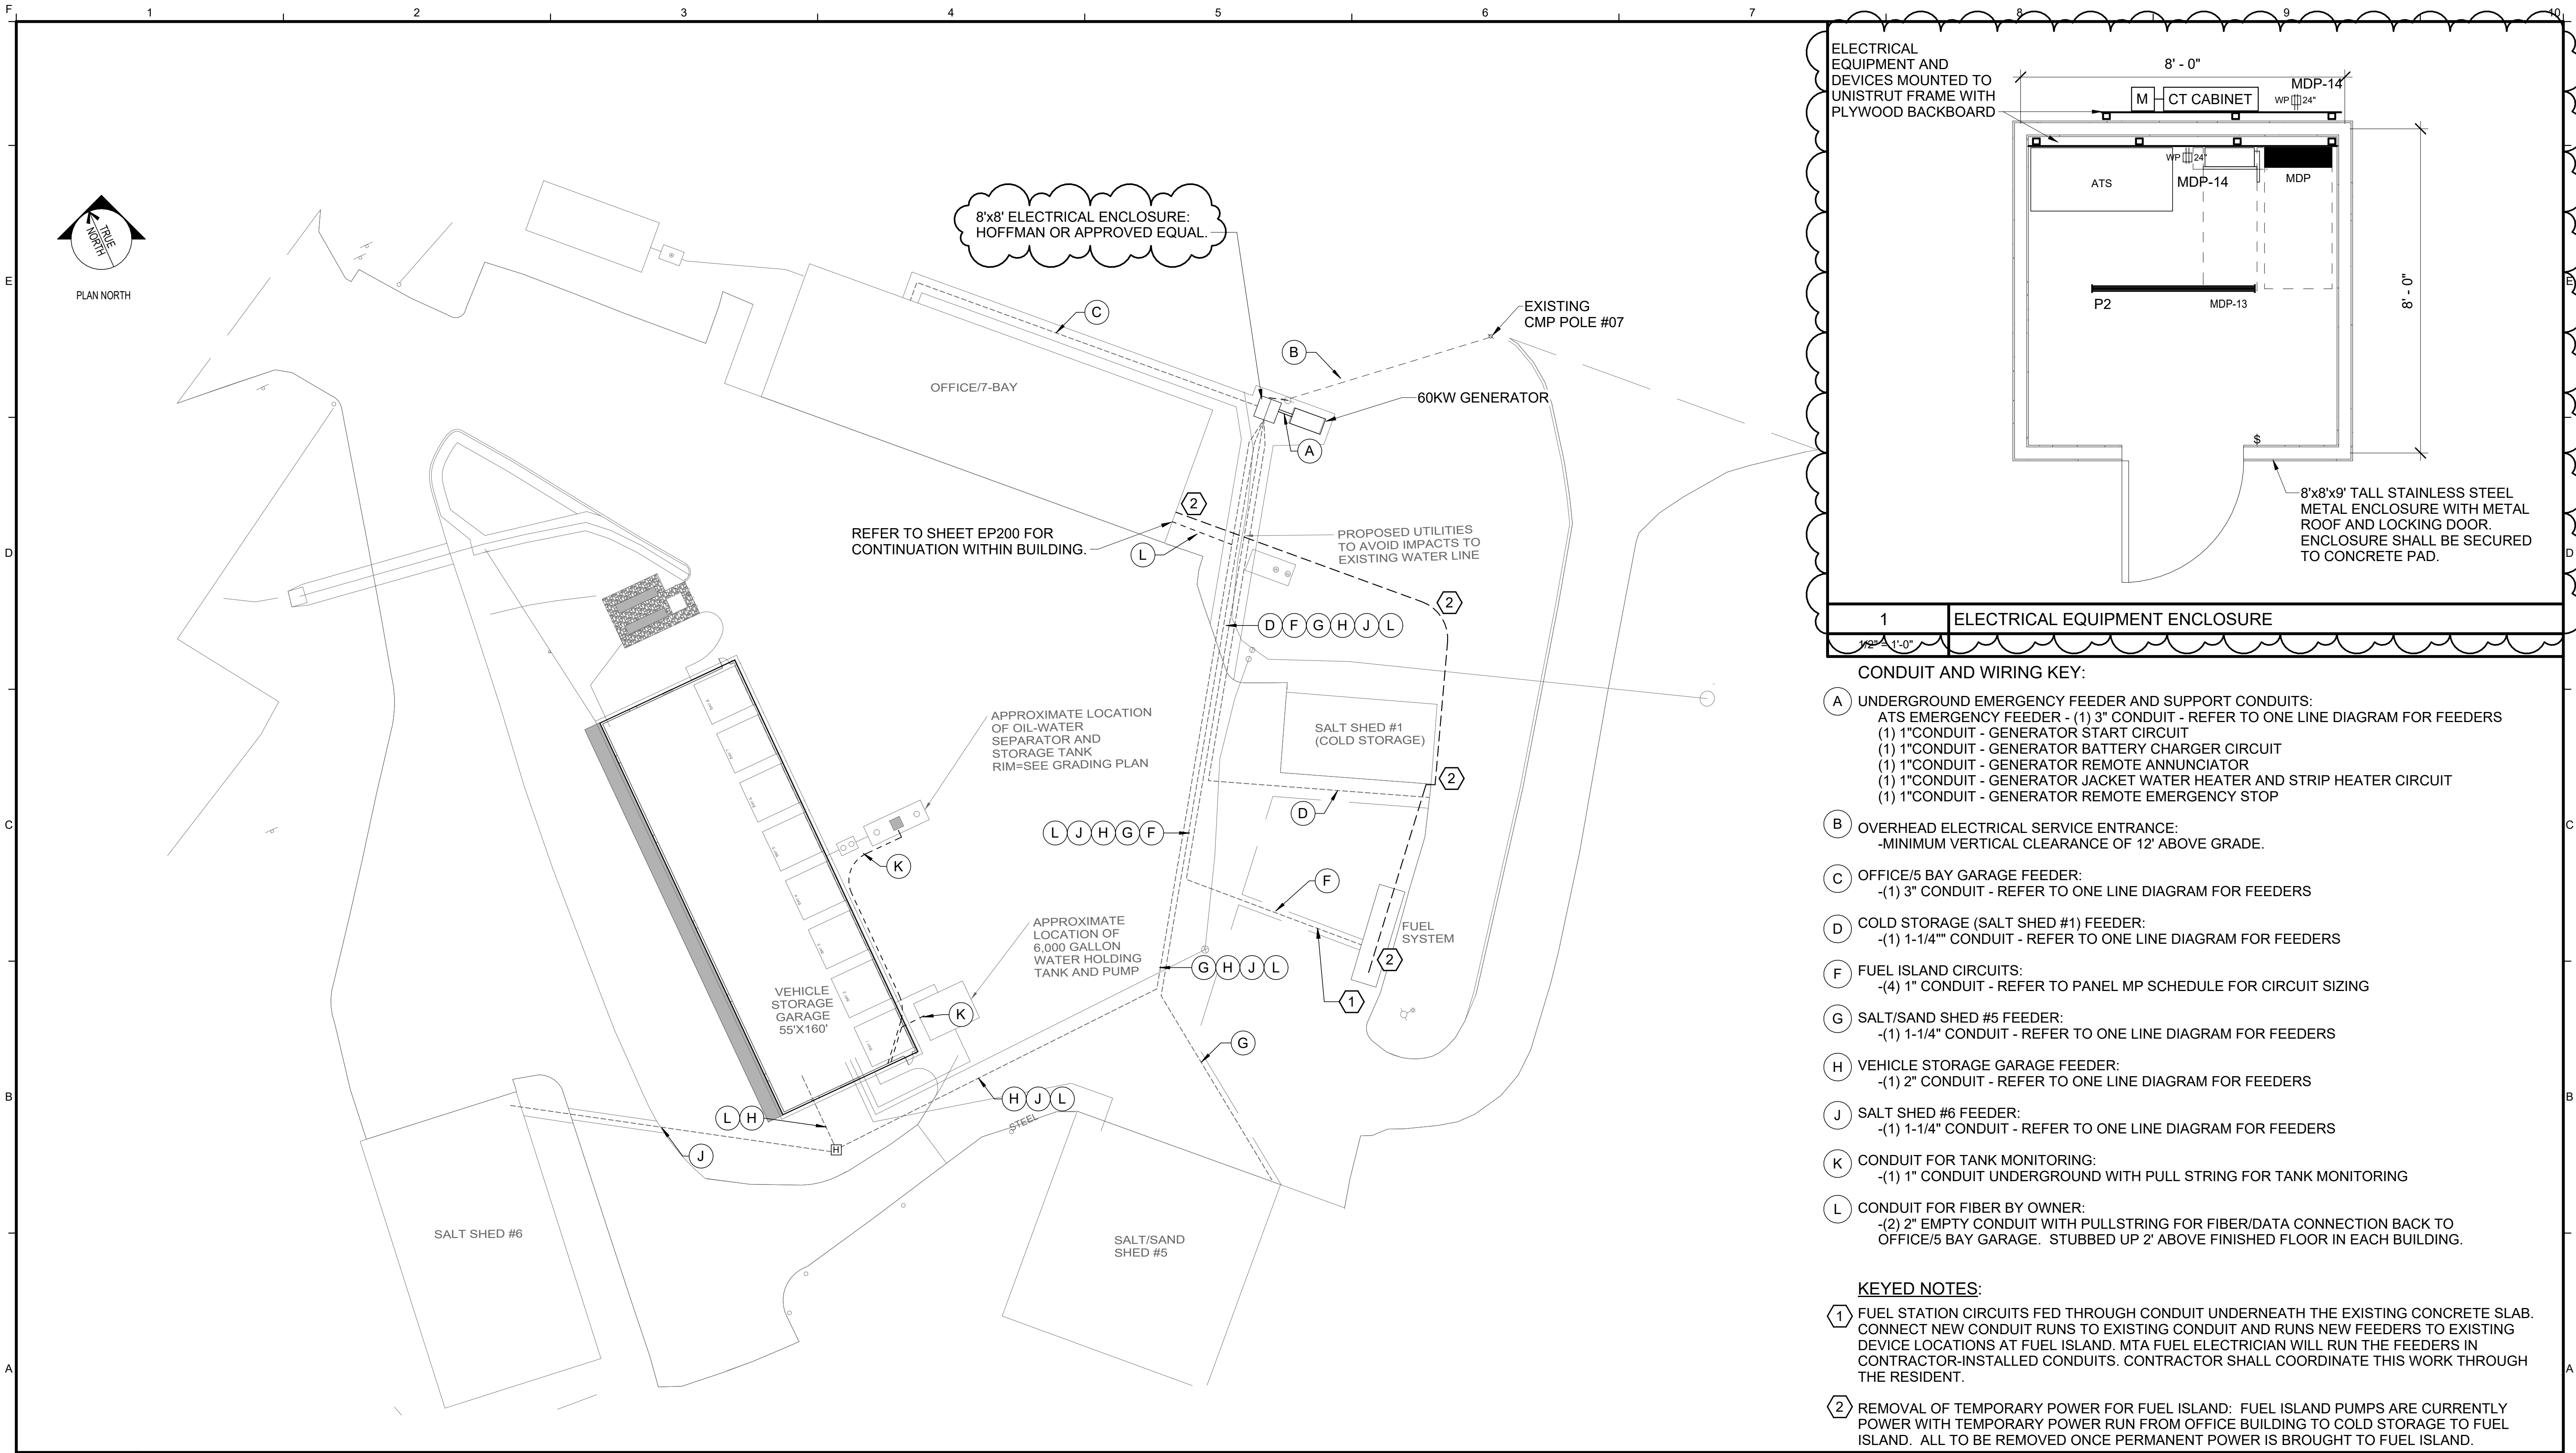 F
1
2
3
4
5
6
7
8
9
10
E
D
C
B
A
E
D
C
B
A
TRUE
NORTH
PLAN NORTH
8'x8' ELECTRICAL ENCLOSURE:
HOFFMAN OR APPROVED EQUAL.
C
B
EXISTING
CMP POLE #07
OFFICE/7-BAY
60KW GENERATOR
A
2
REFER TO SHEET EP200 FOR
CONTINUATION WITHIN BUILDING.
L
PROPOSED UTILITIES
TO AVOID IMPACTS TO
EXISTING WATER LINE
2
D F G H J L
APPROXIMATE LOCATION
OF OIL-WATER
SEPARATOR AND
STORAGE TANK
RIM=SEE GRADING PLAN
SALT SHED #1
(COLD STORAGE)
2
D
L J H G F
K
F
APPROXIMATE
LOCATION OF
6,000 GALLON
WATER HOLDING
TANK AND PUMP
FUEL
SYSTEM
2
G H J L
1
VEHICLE
STORAGE
GARAGE
55'X160'
K
G
H J L
STEEL
L H
H
J
SALT SHED #6
SALT/SAND
SHED #5
ELECTRICAL
EQUIPMENT AND
DEVICES MOUNTED TO
UNISTRUT FRAME WITH
PLYWOOD BACKBOARD
8' - 0"
MDP-14
M
CT CABINET
WP 24"
WP 24"
ATS
MDP-14
MDP
P2
MDP-13
8' - 0"
$
8'x8'x9' TALL STAINLESS STEEL
METAL ENCLOSURE WITH METAL
ROOF AND LOCKING DOOR.
ENCLOSURE SHALL BE SECURED
TO CONCRETE PAD.
1
ELECTRICAL EQUIPMENT ENCLOSURE
1/2" = 1'-0"
CONDUIT AND WIRING KEY:
A UNDERGROUND EMERGENCY FEEDER AND SUPPORT CONDUITS:
ATS EMERGENCY FEEDER - (1) 3" CONDUIT - REFER TO ONE LINE DIAGRAM FOR FEEDERS
(1) 1"CONDUIT - GENERATOR START CIRCUIT
(1) 1"CONDUIT - GENERATOR BATTERY CHARGER CIRCUIT
(1) 1"CONDUIT - GENERATOR REMOTE ANNUNCIATOR
(1) 1"CONDUIT - GENERATOR JACKET WATER HEATER AND STRIP HEATER CIRCUIT
(1) 1"CONDUIT - GENERATOR REMOTE EMERGENCY STOP
B OVERHEAD ELECTRICAL SERVICE ENTRANCE:
-MINIMUM VERTICAL CLEARANCE OF 12' ABOVE GRADE.
C OFFICE/5 BAY GARAGE FEEDER:
-(1) 3" CONDUIT - REFER TO ONE LINE DIAGRAM FOR FEEDERS
D COLD STORAGE (SALT SHED #1) FEEDER:
-(1) 1-1/4"" CONDUIT - REFER TO ONE LINE DIAGRAM FOR FEEDERS
F FUEL ISLAND CIRCUITS:
-(4) 1" CONDUIT - REFER TO PANEL MP SCHEDULE FOR CIRCUIT SIZING
G SALT/SAND SHED #5 FEEDER:
-(1) 1-1/4" CONDUIT - REFER TO ONE LINE DIAGRAM FOR FEEDERS
H VEHICLE STORAGE GARAGE FEEDER:
-(1) 2" CONDUIT - REFER TO ONE LINE DIAGRAM FOR FEEDERS
J SALT SHED #6 FEEDER:
-(1) 1-1/4" CONDUIT - REFER TO ONE LINE DIAGRAM FOR FEEDERS
K CONDUIT FOR TANK MONITORING:
-(1) 1" CONDUIT UNDERGROUND WITH PULL STRING FOR TANK MONITORING
L CONDUIT FOR FIBER BY OWNER:
-(2) 2" EMPTY CONDUIT WITH PULLSTRING FOR FIBER/DATA CONNECTION BACK TO
OFFICE/5 BAY GARAGE. STUBBED UP 2' ABOVE FINISHED FLOOR IN EACH BUILDING.
KEYED NOTES:
1 FUEL STATION CIRCUITS FED THROUGH CONDUIT UNDERNEATH THE EXISTING CONCRETE SLAB.
CONNECT NEW CONDUIT RUNS TO EXISTING CONDUIT AND RUNS NEW FEEDERS TO EXISTING
DEVICE LOCATIONS AT FUEL ISLAND. MTA FUEL ELECTRICIAN WILL RUN THE FEEDERS IN
CONTRACTOR-INSTALLED CONDUITS. CONTRACTOR SHALL COORDINATE THIS WORK THROUGH
THE RESIDENT.
2 REMOVAL OF TEMPORARY POWER FOR FUEL ISLAND: FUEL ISLAND PUMPS ARE CURRENTLY
POWER WITH TEMPORARY POWER RUN FROM OFFICE BUILDING TO COLD STORAGE TO FUEL
ISLAND. ALL TO BE REMOVED ONCE PERMANENT POWER IS BROUGHT TO FUEL ISLAND.